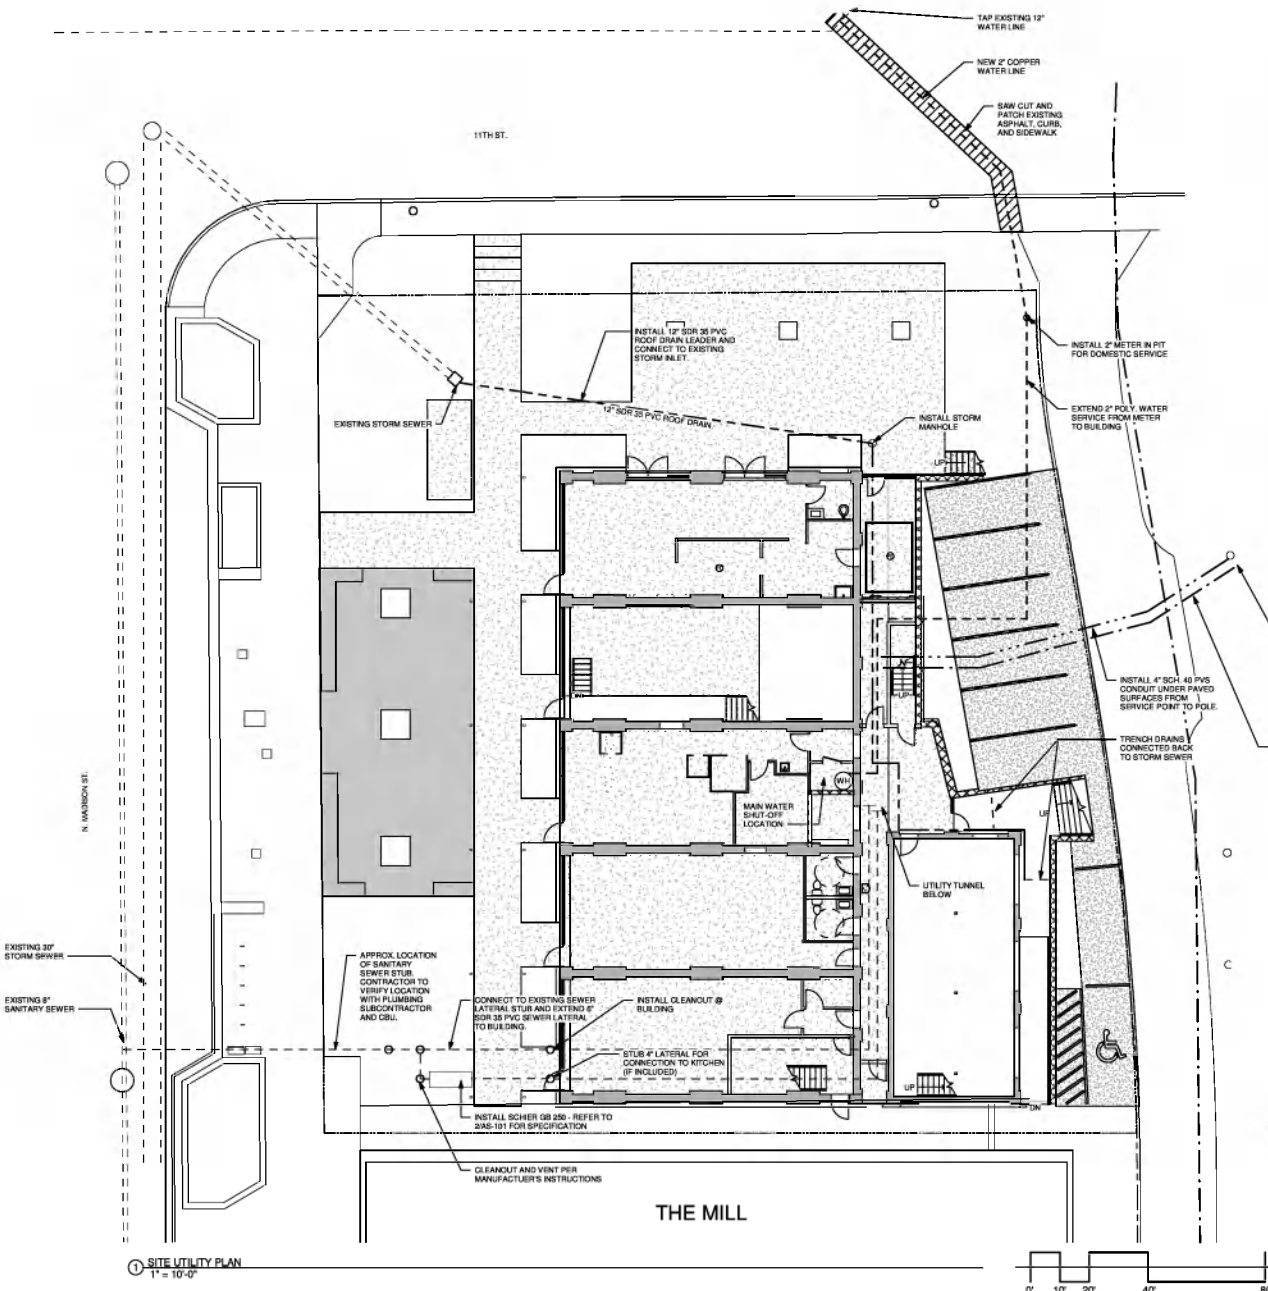 TAP EXISTING 12"
WATER LINE
NEW 2" COPPER
WATER LINE
SAW CUT AND
PATCH EXISTING
ASPHALT, CURB,
AND SIDEWALK
11TH ST.
INSTALL 12" SDR 35 PVC
ROOF DRAIN LEADER AND
CONNECT TO EXISTING
STORM INLET
INSTALL 2" METER IN PIT
FOR DOMESTIC SERVICE
EXTEND 2" POLY. WATER
SERVICE FROM METER
TO BUILDING
12" SDR 35 PVC ROOF DRAIN
EXISTING STORM SEWER
INSTALL STORM
MANHOLE
UP
UP
DN
INSTALL 4" SCH. 40 PVS
CONDUIT UNDER PAVED
SURFACES FROM
SERVICE POINT TO POLE.
TRENCH DRAINS
CONNECTED BACK
TO STORM SEWER
N. MADISON ST.
WH
MAIN WATER
SHUT-OFF
LOCATION
UP
UTILITY TUNNEL
BELOW
EXISTING 30"
STORM SEWER
EXISTING 8"
SANITARY SEWER
APPROX. LOCATION
OF SANITARY
SEWER STUB.
CONTRACTOR TO
VERIFY LOCATION
WITH PLUMBING
SUBCONTRACTOR
AND CBU.
CONNECT TO EXISTING SEWER
LATERAL STUB AND EXTEND 6"
SDR 35 PVC SEWER LATERAL
TO BUILDING.
INSTALL CLEANOUT @
BUILDING
STUB 4" LATERAL FOR
CONNECTION TO KITCHEN
(IF INCLUDED)
UP
DN
INSTALL SCHIER GB 250 - REFER TO
2/AS-101 FOR SPECIFICATION
CLEANOUT AND VENT PER
MANUFACTUER'S INSTRUCTIONS
THE MILL
1 SITE UTILITY PLAN
1" = 10'-0"
0' 10' 20' 40'